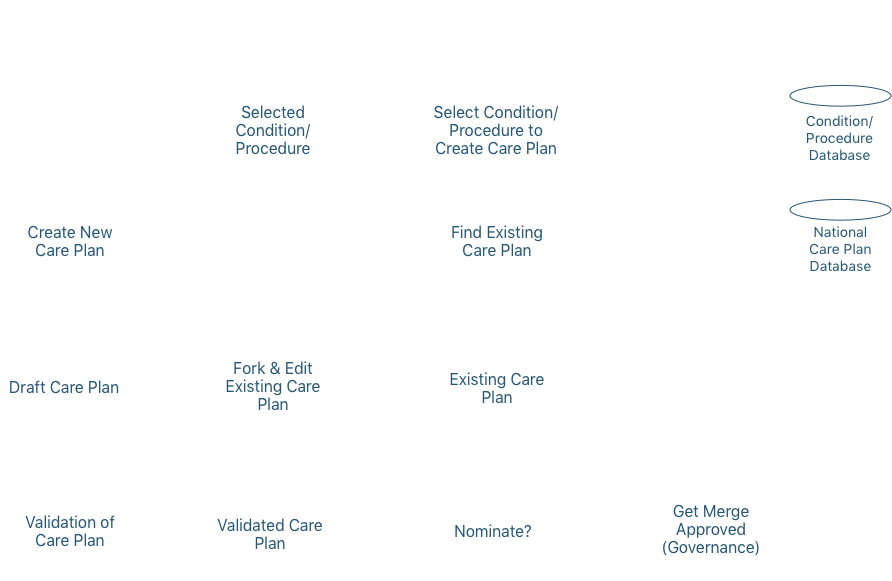 Selected
Condition/
Procedure
Select Condition/
Procedure to
Create Care Plan
Condition/
Procedure
Database
Create New
Care Plan
Find Existing
Care Plan
National
Care Plan
Database
Draft Care Plan
Fork & Edit
Existing Care
Plan
Existing Care
Plan
Validation of
Care Plan
Validated Care
Plan
Nominate?
Get Merge
Approved
(Governance)